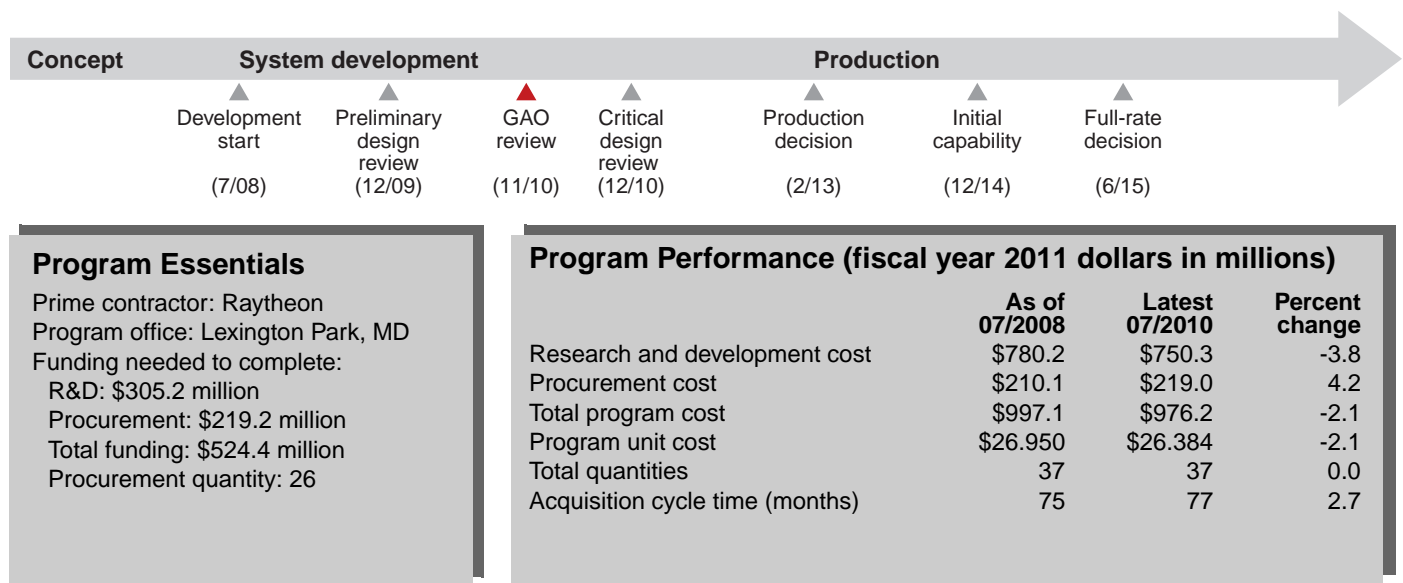 Concept System development Production
Development start
(7/08)
Preliminary design review
(12/09)
GAO review
(11/10)
Critical design review
(12/10)
Production decision
(2/13)
Initial capability
(12/14)
Full-rate decision
(6/15)
Program Essentials
Prime contractor: Raytheon
Program office: Lexington Park, MD
Funding needed to complete:
R&D: $305.2 million
Procurement: $219.2 million
Total funding: $524.4 million
Procurement quantity: 26
Program Performance (fiscal year 2011 dollars in millions)
As of 07/2008 Latest 07/2010 Percent change
Research and development cost $780.2 $750.3 -3.8
Procurement cost $210.1 $219.0 4.2
Total program cost $997.1 $976.2 -2.1
Program unit cost $26.950 $26.384 -2.1
Total quantities 37 37 0.0
Acquisition cycle time (months) 75 77 2.7